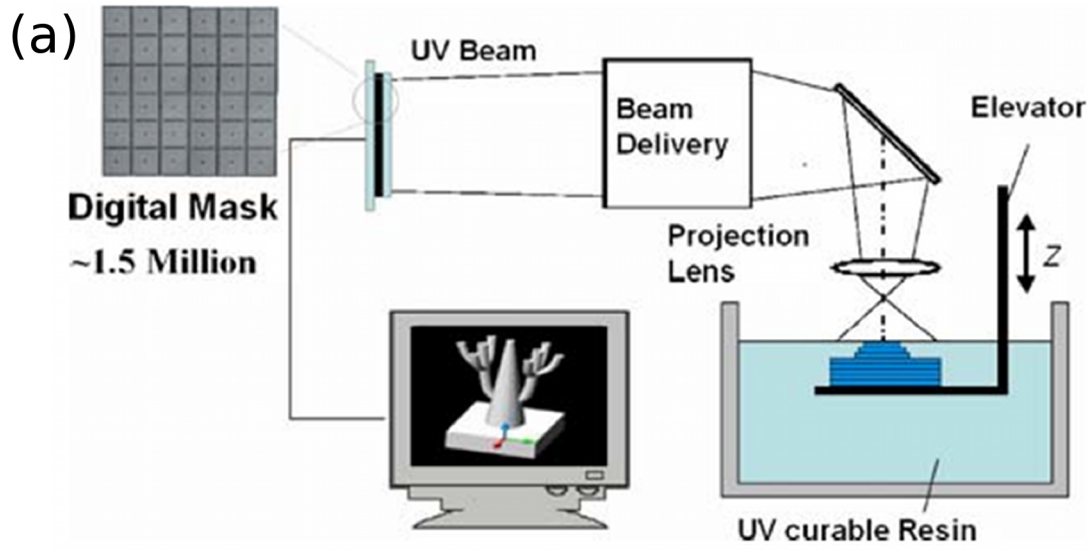 (a)
UV Beam
Beam
Delivery
Elevator
Digital Mask
~1.5 Million
Projection
Lens
Z
UV curable Resin